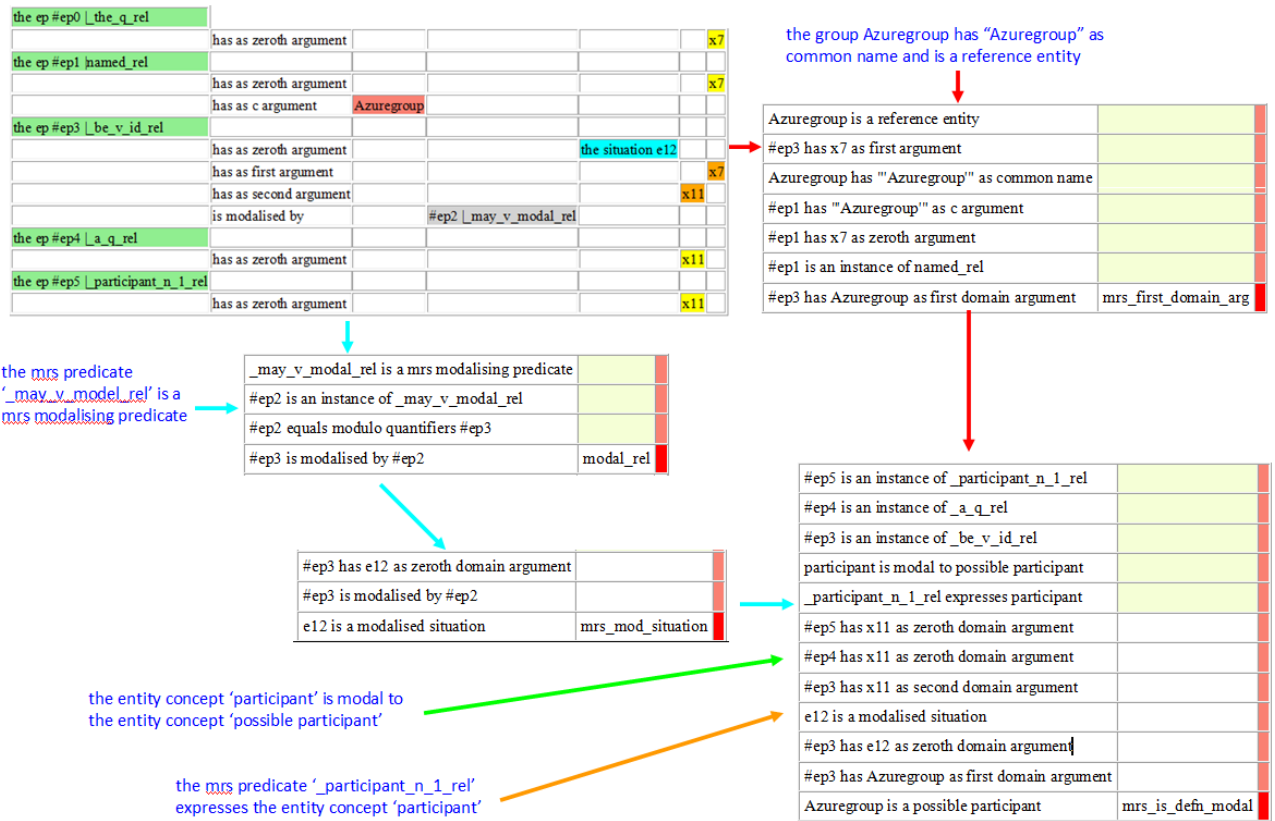 the ep #ep0 |_the_q_rel
has as zeroth argument x7
the ep #ep1 |named_rel
has as zeroth argument x7
has as c argument Azuregroup
the ep #ep3 |_be_v_id_rel
has as zeroth argument the situation e12
has as first argument x7
has as second argument x11
is modalised by #ep2 |_may_v_modal_rel
the ep #ep4 |_a_q_rel
has as zeroth argument x11
the ep #ep5 |_participant_n_1_rel
has as zeroth argument x11
the group Azuregroup has “Azuregroup” as
common name and is a reference entity
Azuregroup is a reference entity
#ep3 has x7 as first argument
Azuregroup has "'Azuregroup'" as common name
#ep1 has "'Azuregroup'" as c argument
#ep1 has x7 as zeroth argument
#ep1 is an instance of named_rel
#ep3 has Azuregroup as first domain argument mrs_first_domain_arg
the mrs predicate
‘_may_v_model_rel’ is a
mrs modalising predicate
_may_v_modal_rel is a mrs modalising predicate
#ep2 is an instance of _may_v_modal_rel
#ep2 equals modulo quantifiers #ep3
#ep3 is modalised by #ep2 modal_rel
#ep3 has e12 as zeroth domain argument
#ep3 is modalised by #ep2
e12 is a modalised situation mrs_mod_situation
#ep5 is an instance of _participant_n_1_rel
#ep4 is an instance of _a_q_rel
#ep3 is an instance of _be_v_id_rel
participant is modal to possible participant
_participant_n_1_rel expresses participant
#ep5 has x11 as zeroth domain argument
#ep4 has x11 as zeroth domain argument
#ep3 has x11 as second domain argument
e12 is a modalised situation
#ep3 has e12 as zeroth domain argument
#ep3 has Azuregroup as first domain argument
Azuregroup is a possible participant mrs_is_defn_modal
the entity concept ‘participant’ is modal to
the entity concept ‘possible participant’
the mrs predicate ‘_participant_n_1_rel’
expresses the entity concept ‘participant’